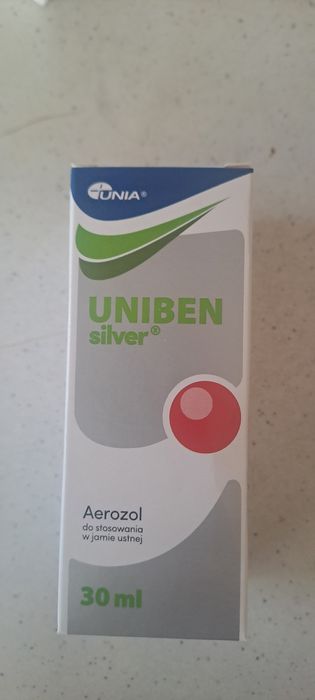 UNIA®
UNIBEN
silver®
Aerozol
do stosowania
w jamie ustnej
30 ml